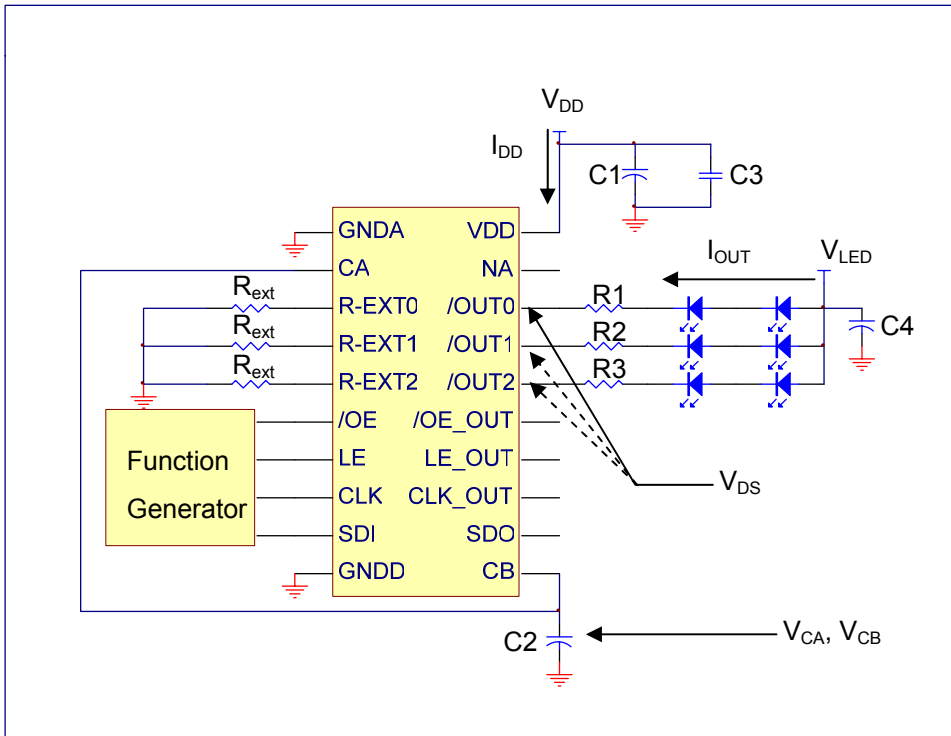 VDD
IDD
C1
C3
GNDA
VDD
CA
NA
IOUT
VLED
Rext
R-EXT0
/OUT0
R1
C4
Rext
R-EXT1
/OUT1
R2
Rext
R-EXT2
/OUT2
R3
/OE
/OE_OUT
Function
Generator
LE
LE_OUT
VDS
CLK
CLK_OUT
SDI
SDO
GNDD
CB
C2
VCA, VCB